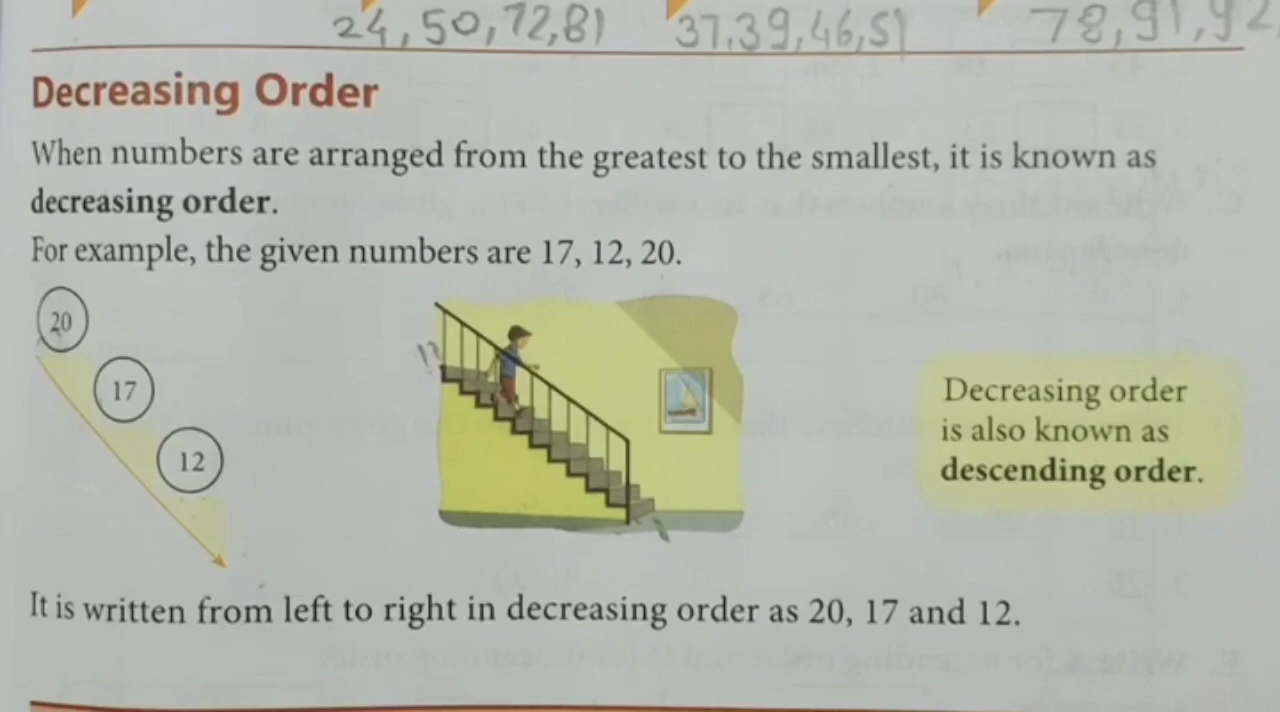 24, 50, 72, 81 37, 39, 46, 51 78, 91, 92,
Decreasing Order
When numbers are arranged from the greatest to the smallest, it is known as
decreasing order.
For example, the given numbers are 17, 12, 20.
20
17
12
Decreasing order
is also known as
descending order.
It is written from left to right in decreasing order as 20, 17 and 12.